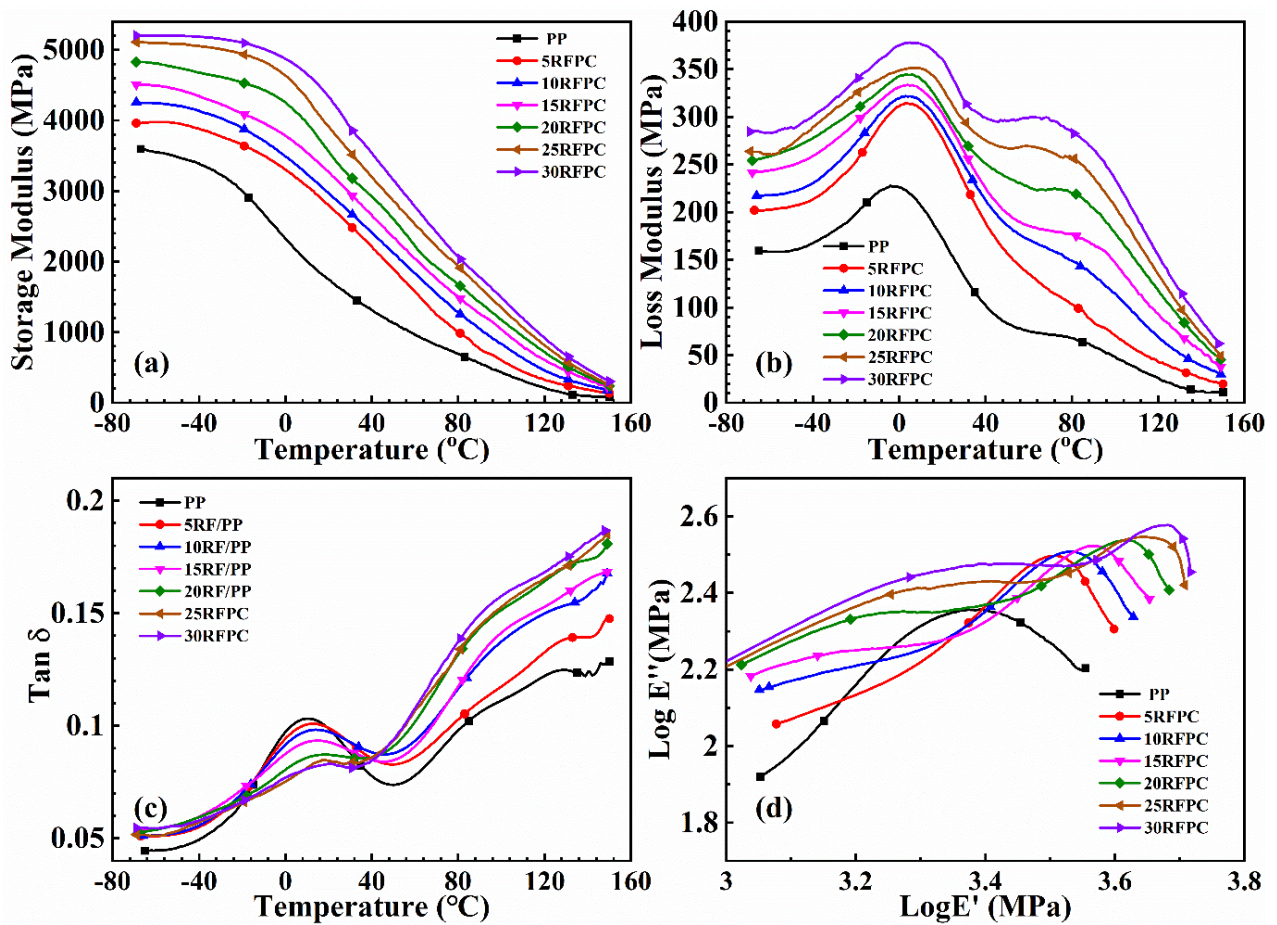 Storage Modulus (MPa)
5000
4000
3000
2000
1000
0
PP
5RFPC
10RFPC
15RFPC
20RFPC
25RFPC
30RFPC
(a)
-80 -40 0 40 80 120 160
Temperature (°C)
Loss Modulus (MPa)
400
350
300
250
200
150
100
50
0
PP
5RFPC
10RFPC
15RFPC
20RFPC
25RFPC
30RFPC
(b)
-80 -40 0 40 80 120 160
Temperature (°C)
Tan δ
0.2
0.15
0.1
0.05
PP
5RF/PP
10RF/PP
15RF/PP
20RF/PP
25RFPC
30RFPC
(c)
-80 -40 0 40 80 120 160
Temperature (°C)
Log E''(MPa)
2.6
2.4
2.2
2
1.8
PP
5RFPC
10RFPC
15RFPC
20RFPC
25RFPC
30RFPC
(d)
3 3.2 3.4 3.6 3.8
LogE' (MPa)